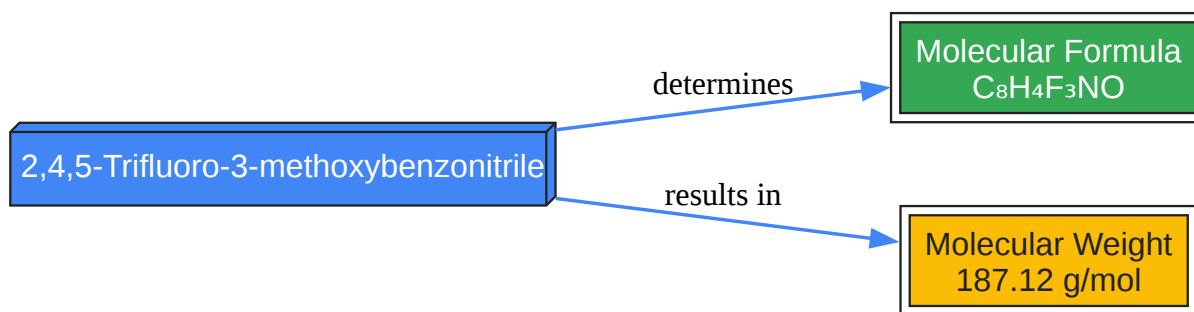 determines
Molecular Formula
C₈H₄F₃NO
2,4,5-Trifluoro-3-methoxybenzonitrile
results in
Molecular Weight
187.12 g/mol